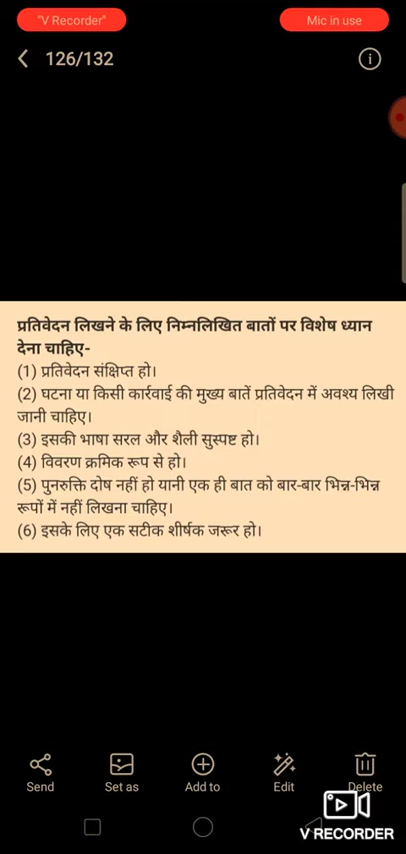 "V Recorder"
Mic in use
126/132
प्रतिवेदन लिखने के लिए निम्नलिखित बातों पर विशेष ध्यान
देना चाहिए-
(1) प्रतिवेदन संक्षिप्त हो।
(2) घटना या किसी कार्रवाई की मुख्य बातें प्रतिवेदन में अवश्य लिखी
जानी चाहिए।
(3) इसकी भाषा सरल और शैली सुस्पष्ट हो।
(4) विवरण क्रमिक रूप से हो।
(5) पुनरुक्ति दोष नहीं हो यानी एक ही बात को बार-बार भिन्न-भिन्न
रूपों में नहीं लिखना चाहिए।
(6) इसके लिए एक सटीक शीर्षक जरूर हो।
Send
Set as
Add to
Edit
Delete
V RECORDER